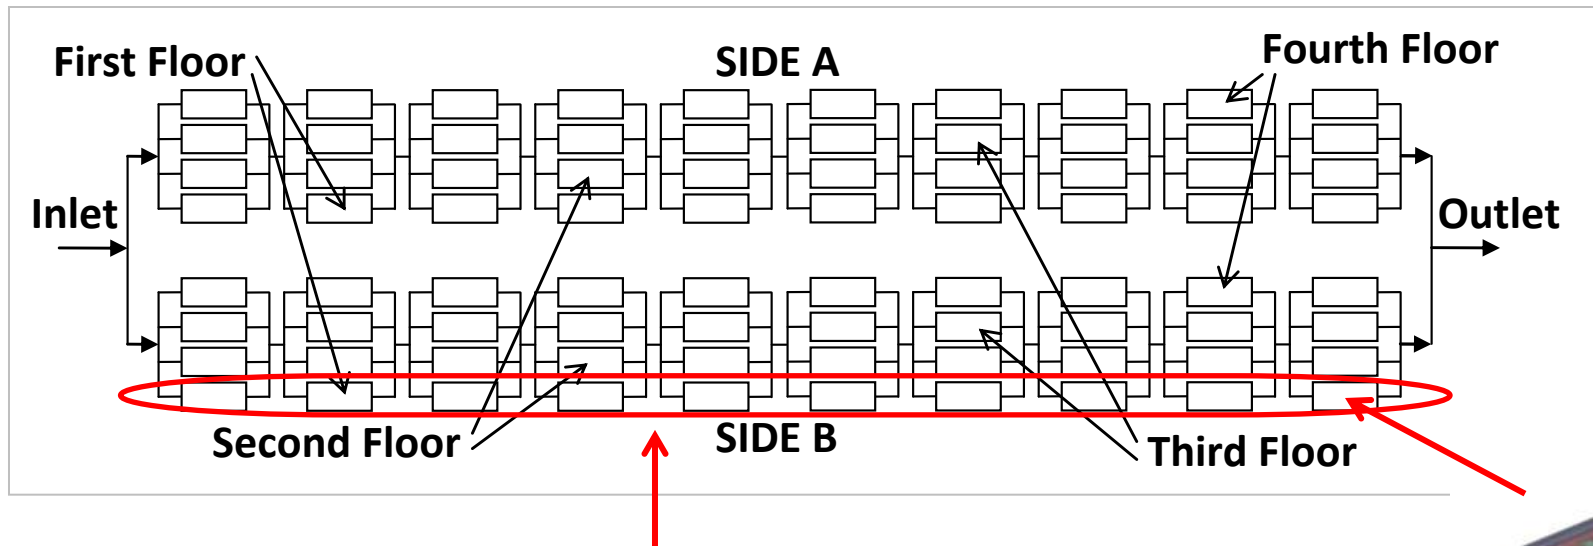 First Floor
SIDE A
Fourth Floor
Inlet
Outlet
Second Floor
SIDE B
Third Floor